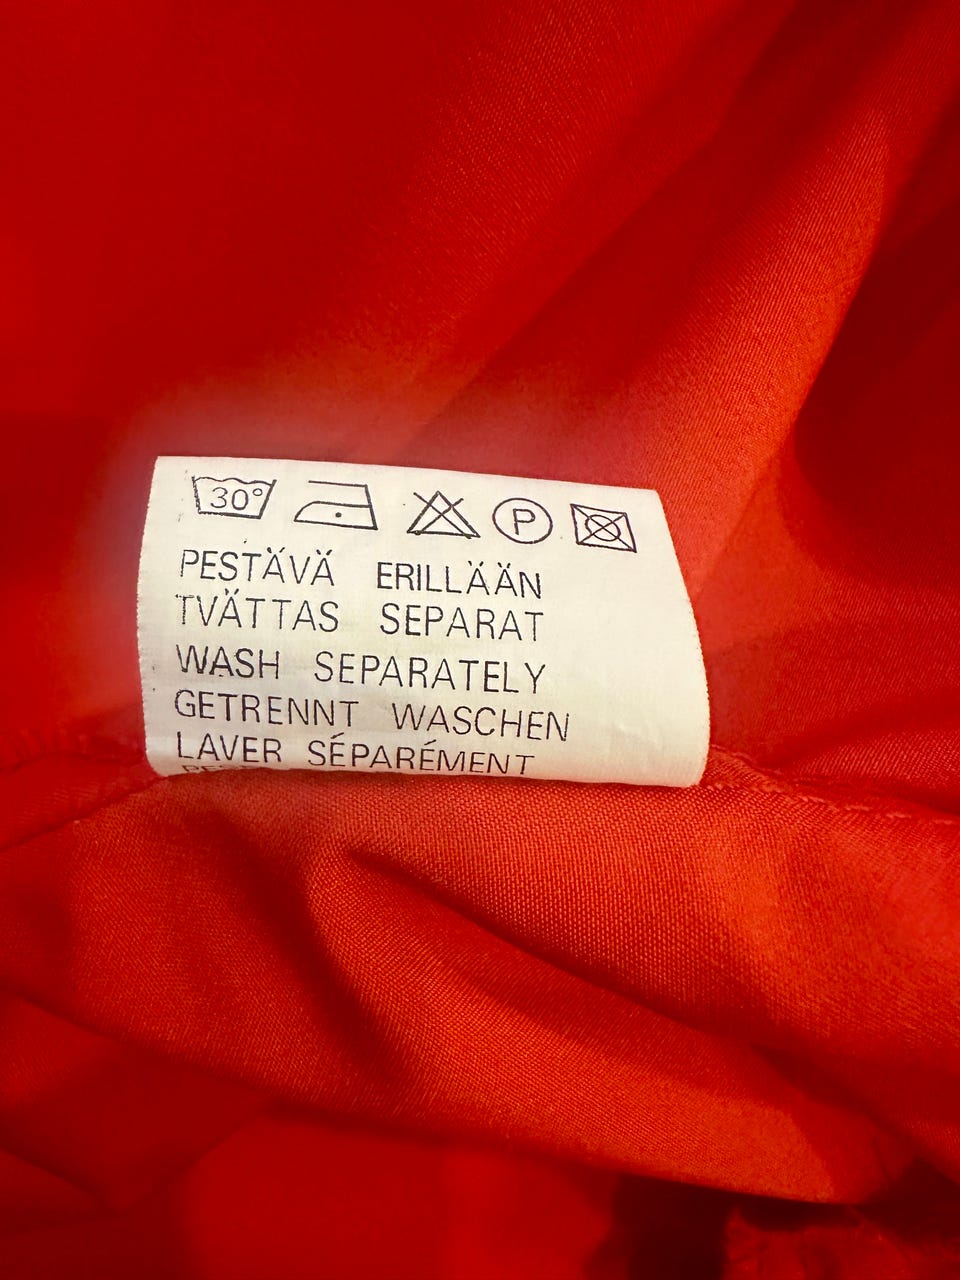 30° P
PESTÄVÄ ERILLÄÄN
TVÄTTAS SEPARAT
WASH SEPARATELY
GETRENNT WASCHEN
LAVER SÉPARÉMENT